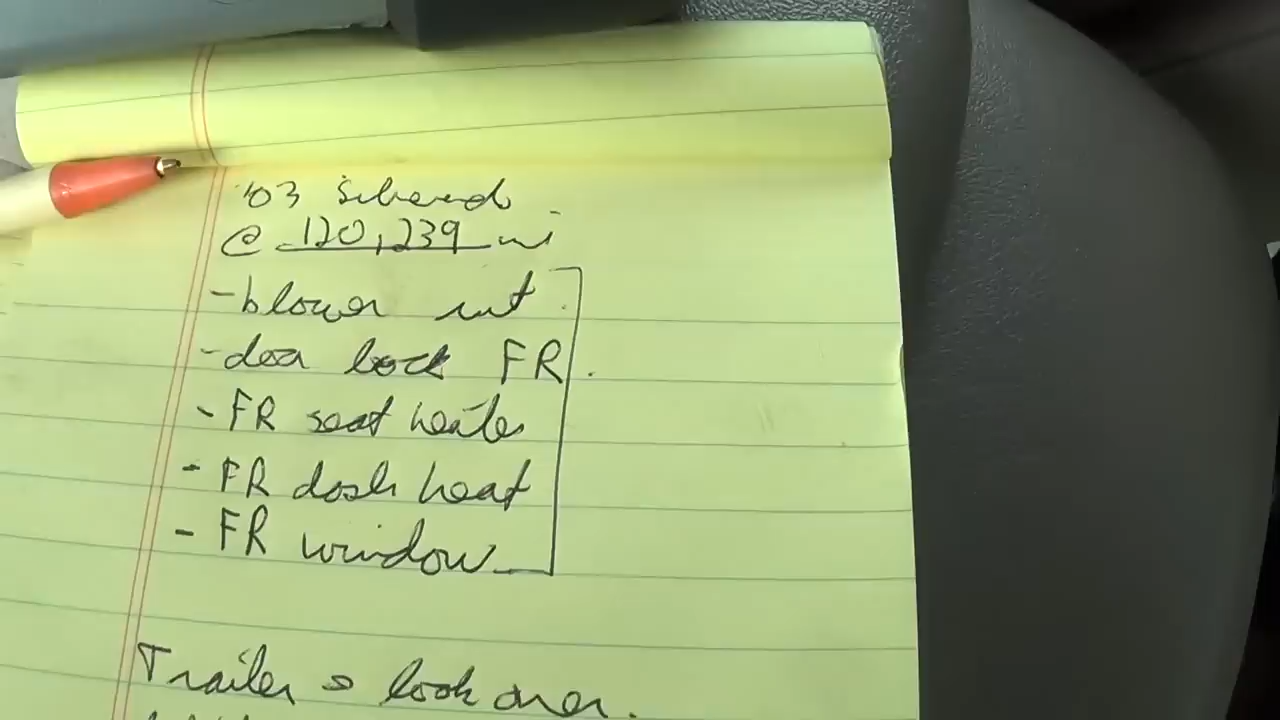 '03 Silverado
@ 120,239 mi
- blower int.
- door lock FR.
- FR seat heater
- FR dash heat
- FR window
Trailer → look over.